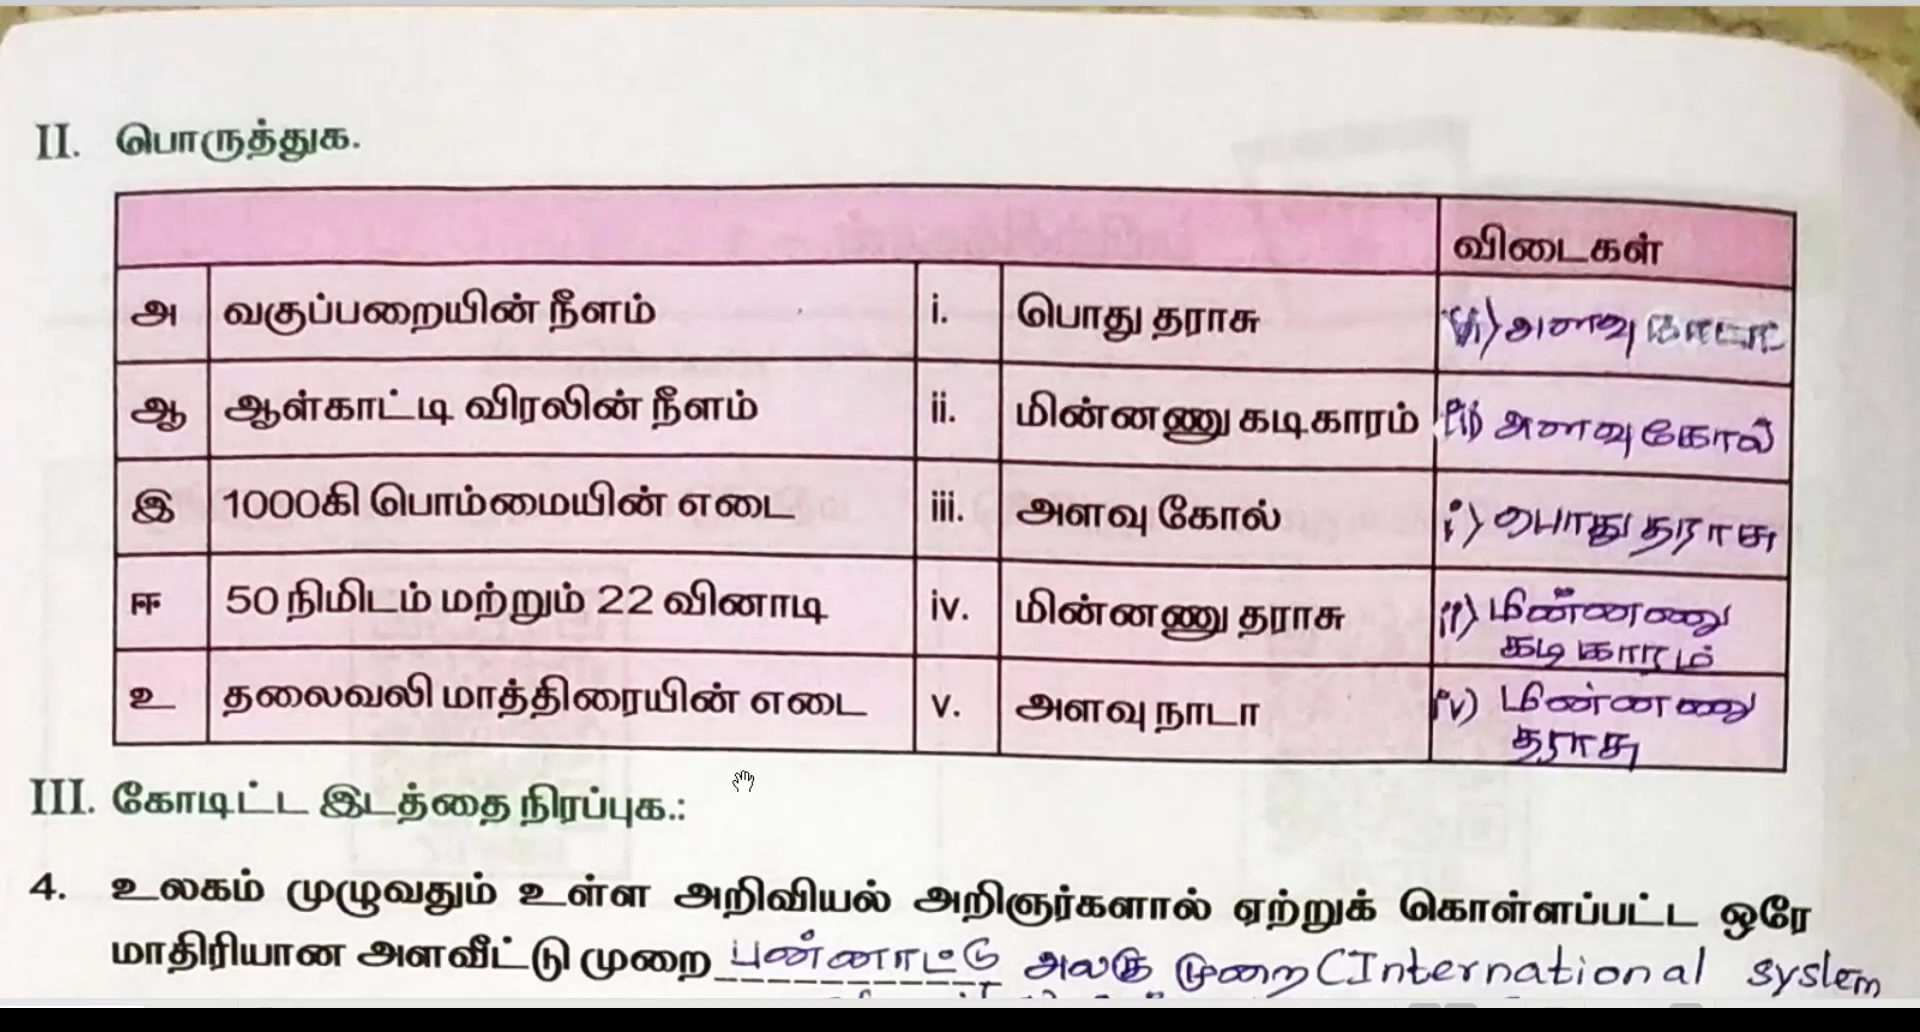 II. பொருத்துக.
விடைகள்
அ வகுப்பறையின் நீளம் i. பொது தராசு அளவு
ஆ ஆள்காட்டி விரலின் நீளம் ii. மின்னணு கடிகாரம் iii) அளவு கோல்
இ 1000கி பொம்மையின் எடை iii. அளவு கோல் i) பொது தராசு
ஈ 50 நிமிடம் மற்றும் 22 வினாடி iv. மின்னணு தராசு ii) மின்னணு
கடிகாரம்
உ தலைவலி மாத்திரையின் எடை v. அளவு நாடா iv) மின்னணு
தராசு
III. கோடிட்ட இடத்தை நிரப்புக.:
4. உலகம் முழுவதும் உள்ள அறிவியல் அறிஞர்களால் ஏற்றுக் கொள்ளப்பட்ட ஒரே
மாதிரியான அளவீட்டு முறை பன்னாட்டு அலகு முறை (International system